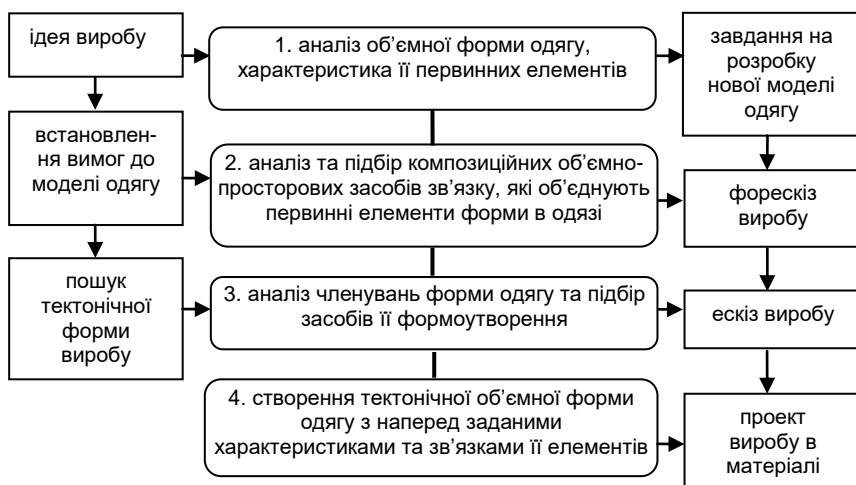 ідея виробу
1. аналіз об’ємної форми одягу,
характеристика її первинних елементів
завдання на
розробку
нової моделі
одягу
встановлен-
ня вимог до
моделі одягу
2. аналіз та підбір композиційних об’ємно-
просторових засобів зв’язку, які об’єднують
первинні елементи форми в одязі
форескіз
виробу
пошук
тектонічної
форми
виробу
3. аналіз членувань форми одягу та підбір
засобів її формоутворення
ескіз виробу
4. створення тектонічної об’ємної форми
одягу з наперед заданими
характеристиками та зв’язками її елементів
проект
виробу в
матеріалі